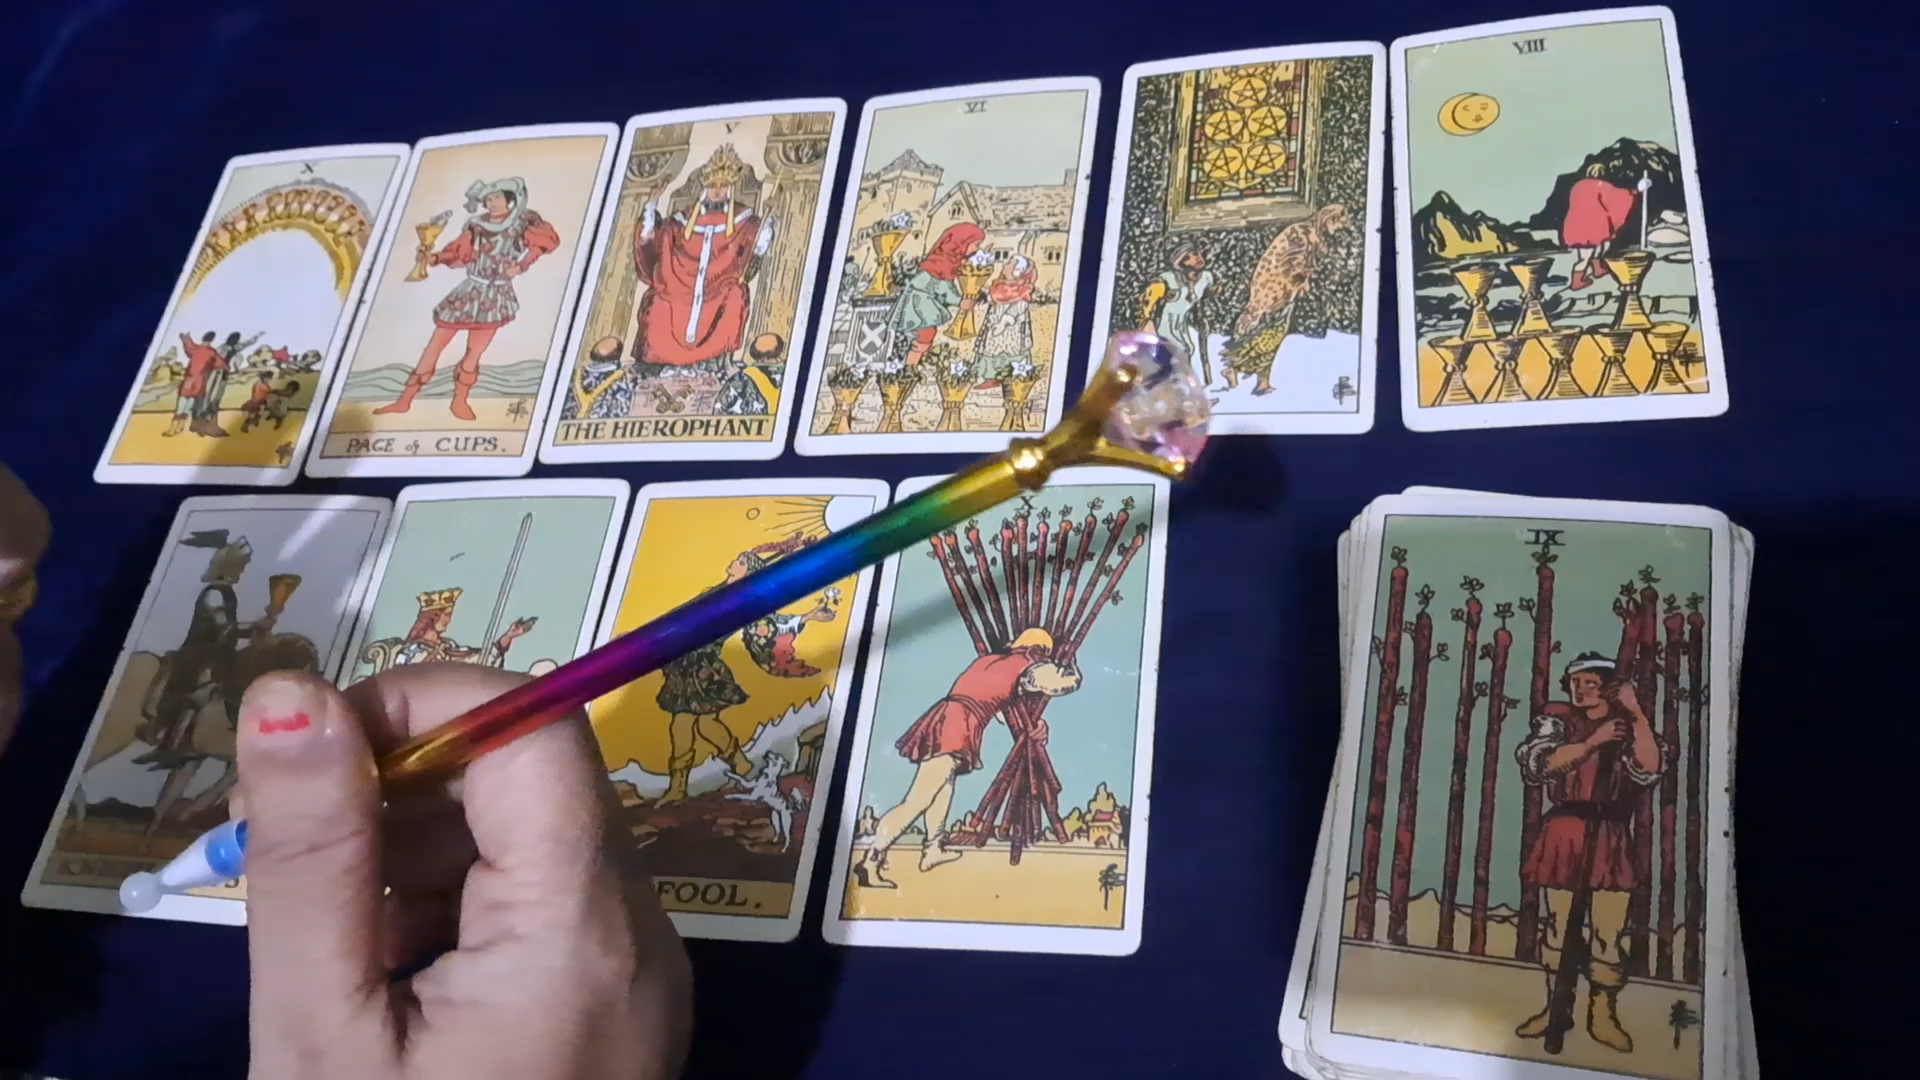 X
PAGE of CUPS.
V
THE HIEROPHANT
VI
VIII
X
FOOL.
IX